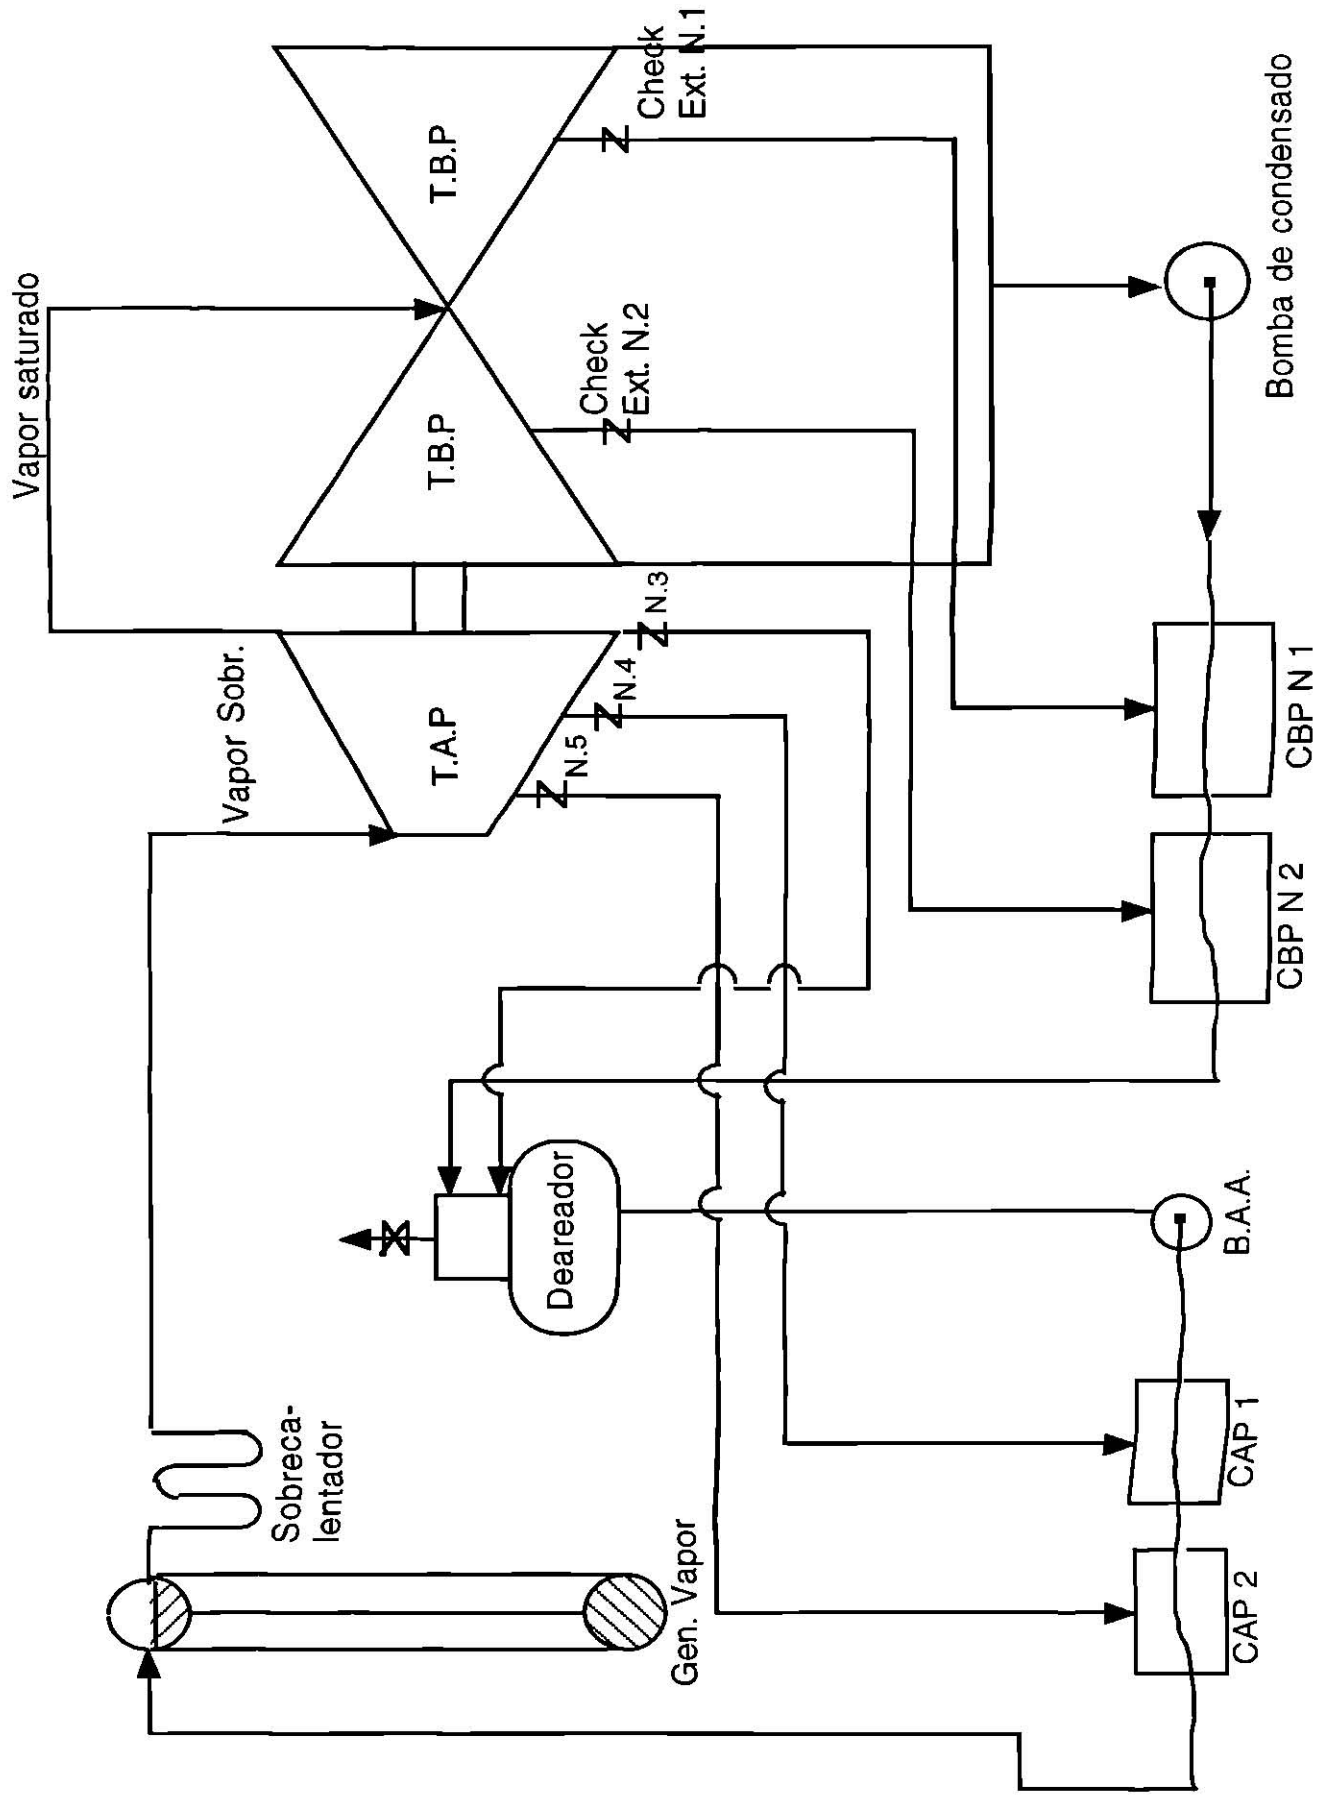 Vapor saturado
T.B.P
Check
Ext. N.1
T.B.P
Check
Ext. N.2
Vapor Sobr.
T.A.P
N.3
N.4
N.5
Bomba de condensado
CBP N 1
CBP N 2
Deareador
B.A.A.
CAP 1
CAP 2
Sobreca-
lentador
Gen. Vapor